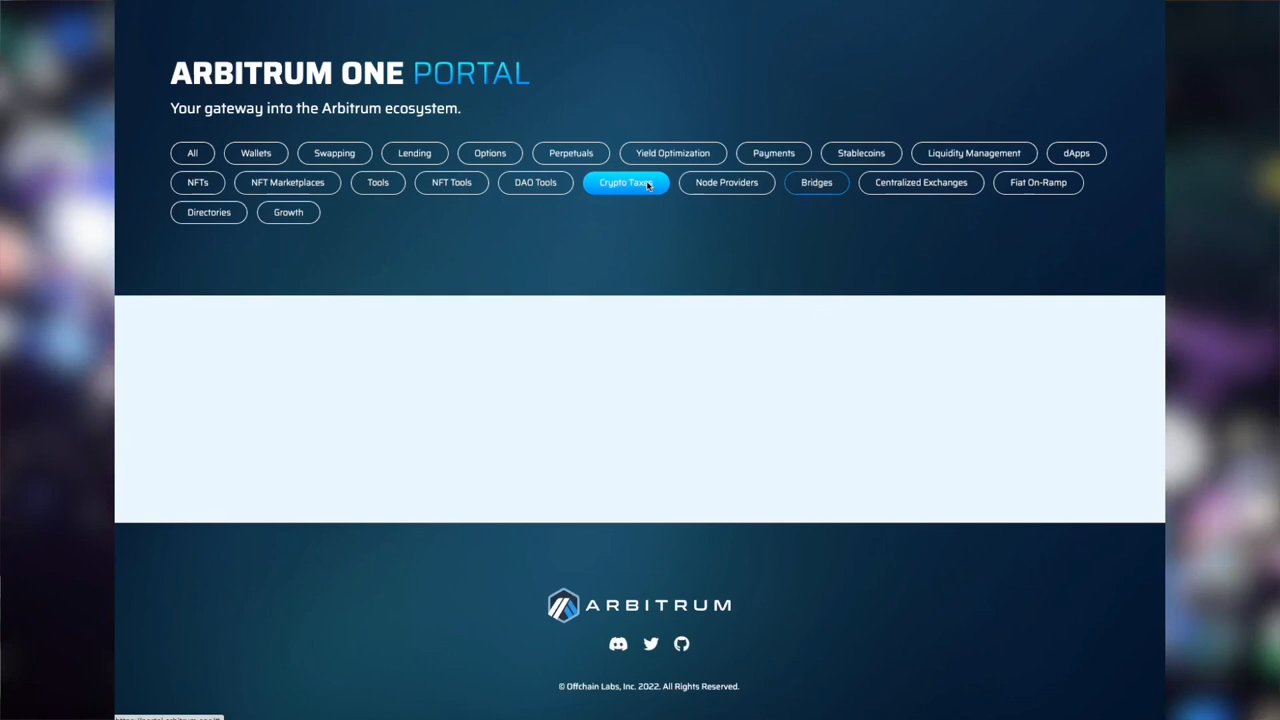 ARBITRUM ONE PORTAL
Your gateway into the Arbitrum ecosystem.
All Wallets Swapping Lending Options Perpetuals Yield Optimization Payments Stablecoins Liquidity Management dApps
NFTs NFT Marketplaces Tools NFT Tools DAO Tools Crypto Taxes Node Providers Bridges Centralized Exchanges Fiat On-Ramp
Directories Growth
ARBITRUM
© Offchain Labs, Inc. 2022. All Rights Reserved.